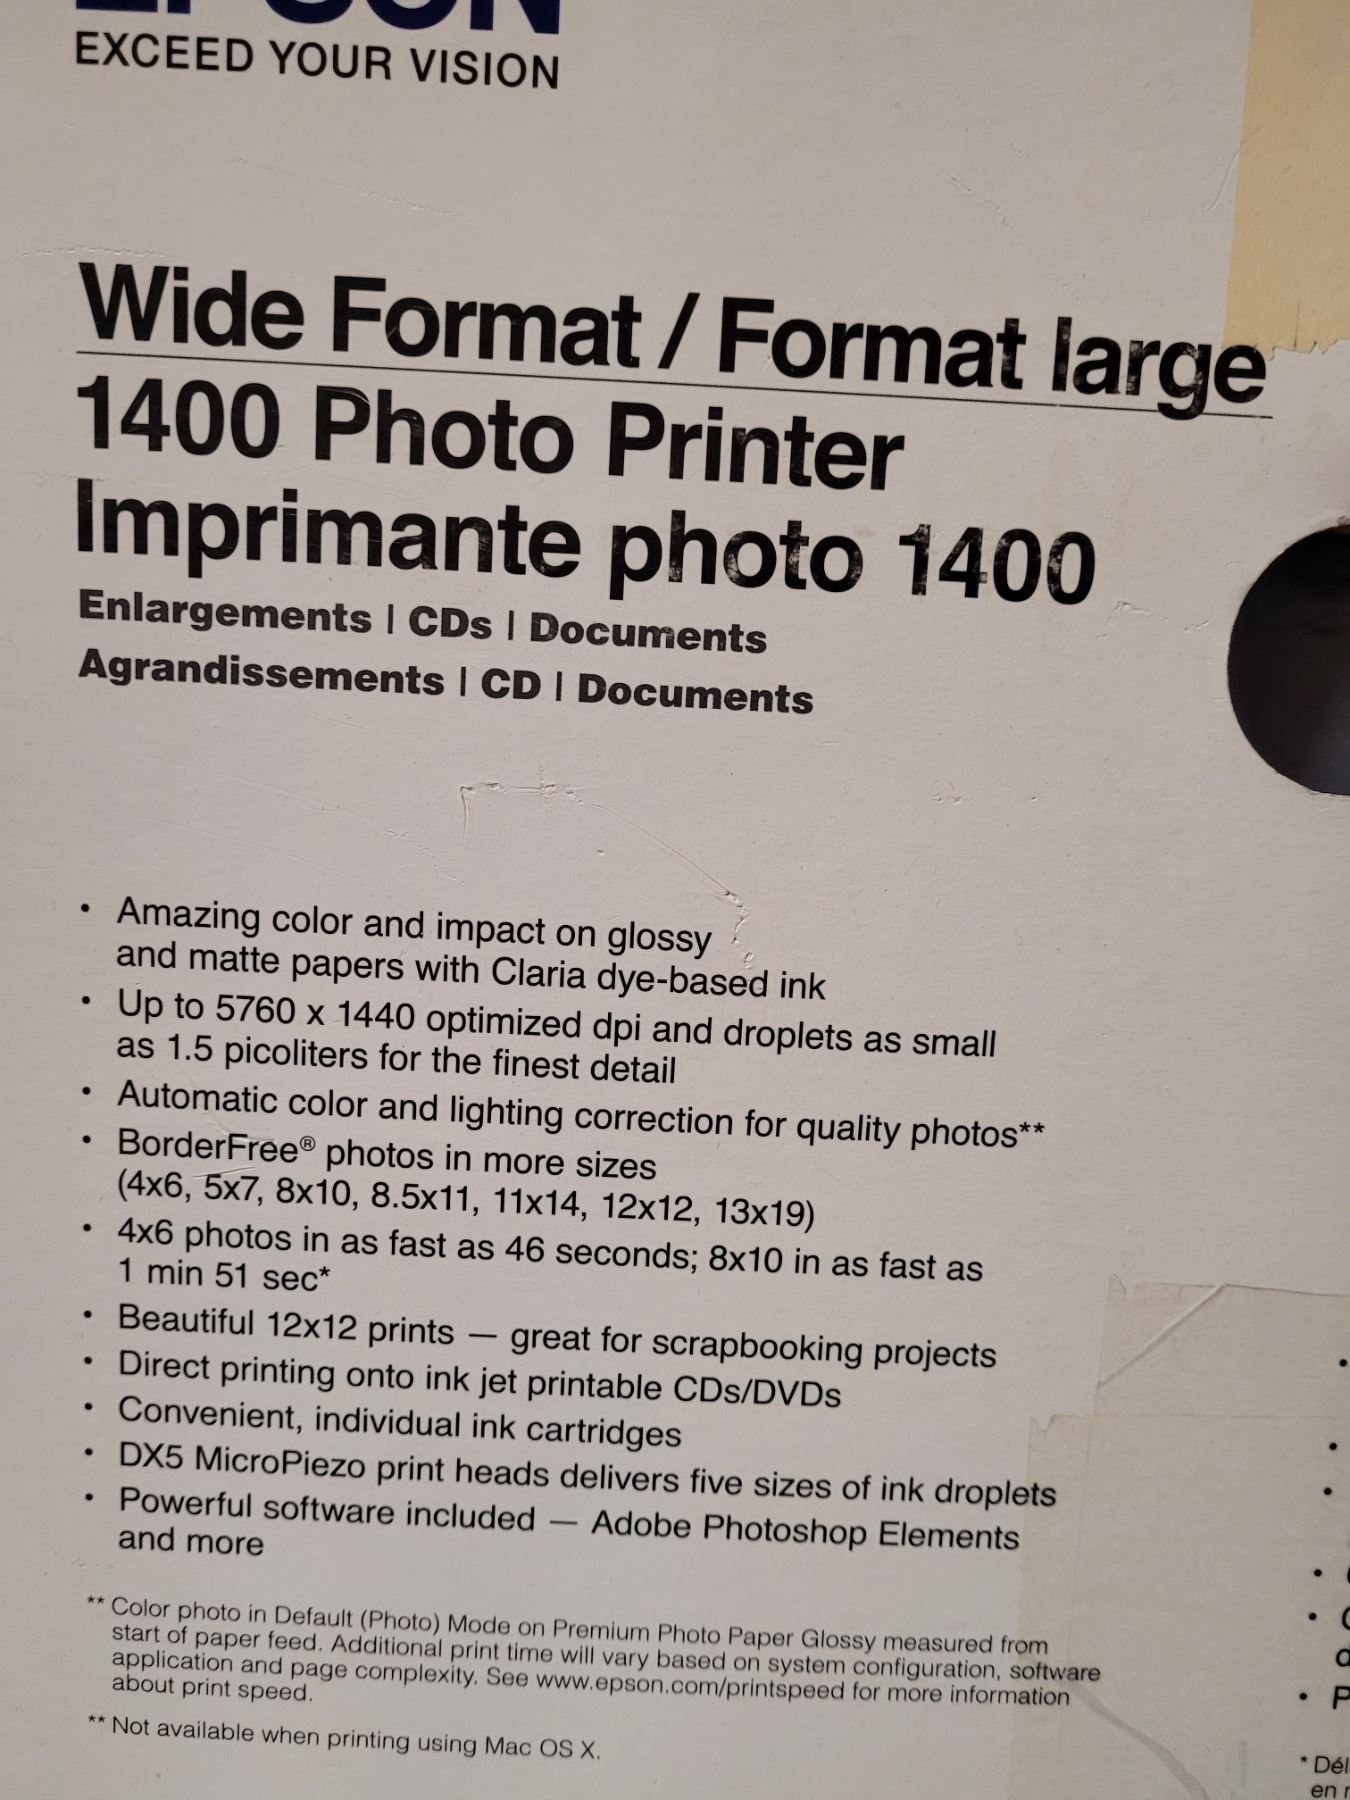 EPSON
EXCEED YOUR VISION
Wide Format / Format large
1400 Photo Printer
Imprimante photo 1400
Enlargements | CDs | Documents
Agrandissements | CD | Documents
• Amazing color and impact on glossy
and matte papers with Claria dye-based ink
• Up to 5760 x 1440 optimized dpi and droplets as small
as 1.5 picoliters for the finest detail
• Automatic color and lighting correction for quality photos**
• BorderFree® photos in more sizes
(4x6, 5x7, 8x10, 8.5x11, 11x14, 12x12, 13x19)
• 4x6 photos in as fast as 46 seconds; 8x10 in as fast as
1 min 51 sec*
• Beautiful 12x12 prints — great for scrapbooking projects
• Direct printing onto ink jet printable CDs/DVDs
• Convenient, individual ink cartridges
• DX5 MicroPiezo print heads delivers five sizes of ink droplets
• Powerful software included — Adobe Photoshop Elements
and more
** Color photo in Default (Photo) Mode on Premium Photo Paper Glossy measured from
start of paper feed. Additional print time will vary based on system configuration, software
application and page complexity. See www.epson.com/printspeed for more information
about print speed.
** Not available when printing using Mac OS X.